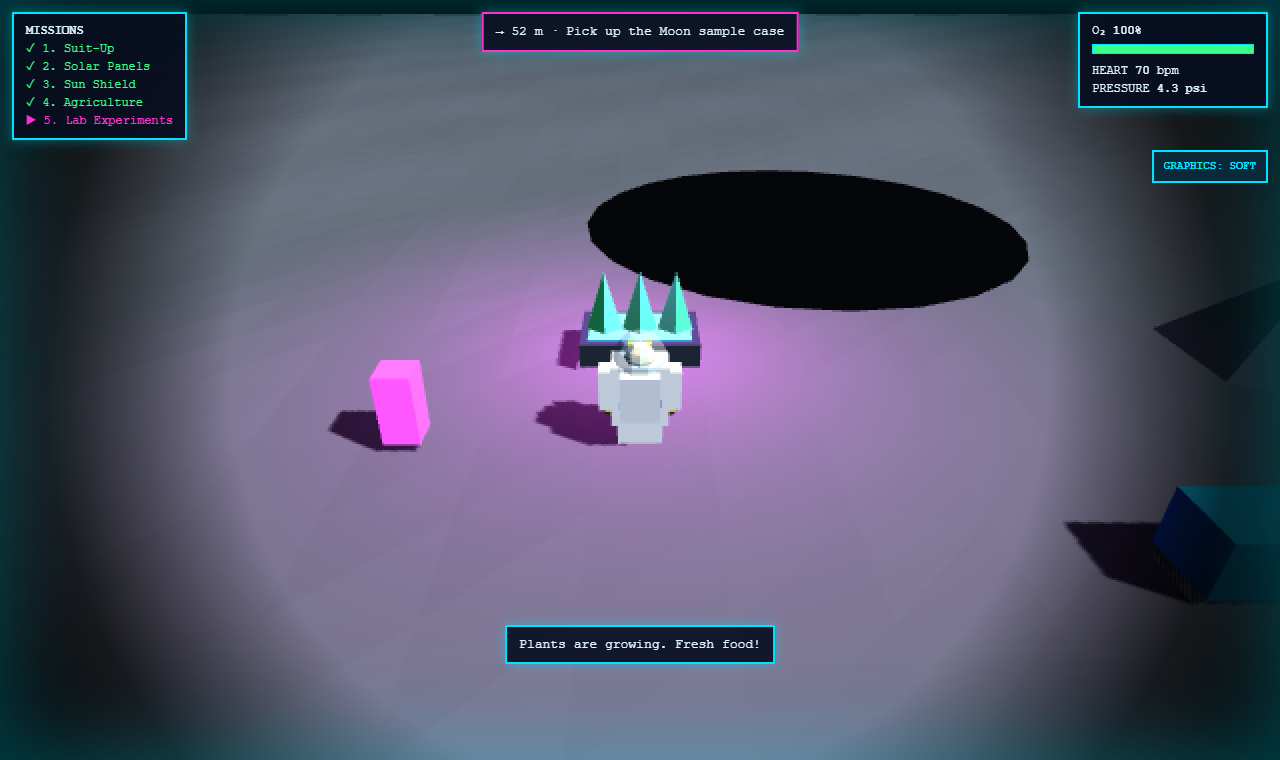 MISSIONS
✓ 1. Suit-Up
✓ 2. Solar Panels
✓ 3. Sun Shield
✓ 4. Agriculture
▶ 5. Lab Experiments
→ 52 m · Pick up the Moon sample case
O₂ 100%
HEART 70 bpm
PRESSURE 4.3 psi
GRAPHICS: SOFT
Plants are growing. Fresh food!